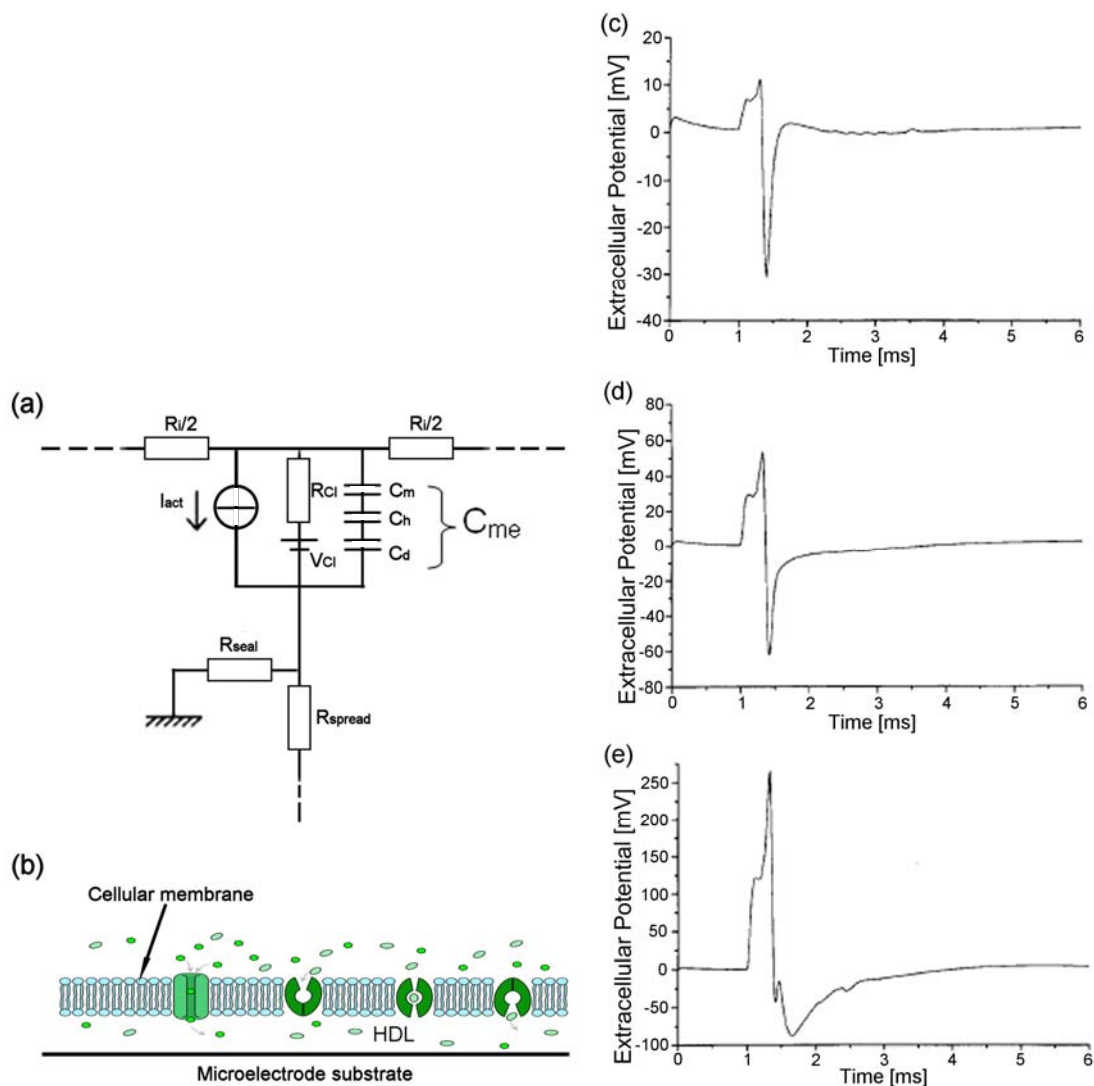 (a)
Ri/2
Ri/2
Iact
RCl
VCl
Cm
Ch
Cd
Cme
Rseal
Rspread
(b)
Cellular membrane
HDL
Microelectrode substrate
(c)
Extracellular Potential [mV]
20
10
0
-10
-20
-30
-40
0 1 2 3 4 5 6
Time [ms]
(d)
Extracellular Potential [mV]
80
60
40
20
0
-20
-40
-60
-80
0 1 2 3 4 5 6
Time [ms]
(e)
Extracellular Potential [mV]
250
200
150
100
50
0
-50
-100
0 1 2 3 4 5 6
Time [ms]